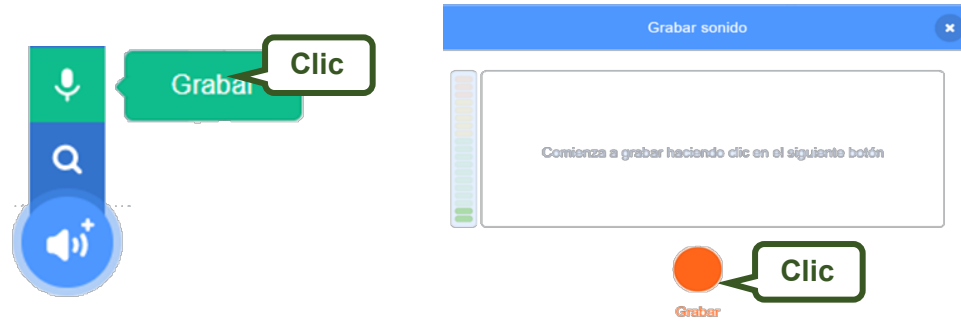 Grabar
Clic
Grabar sonido
Comienza a grabar haciendo clic en el siguiente botón
Clic
Grabar